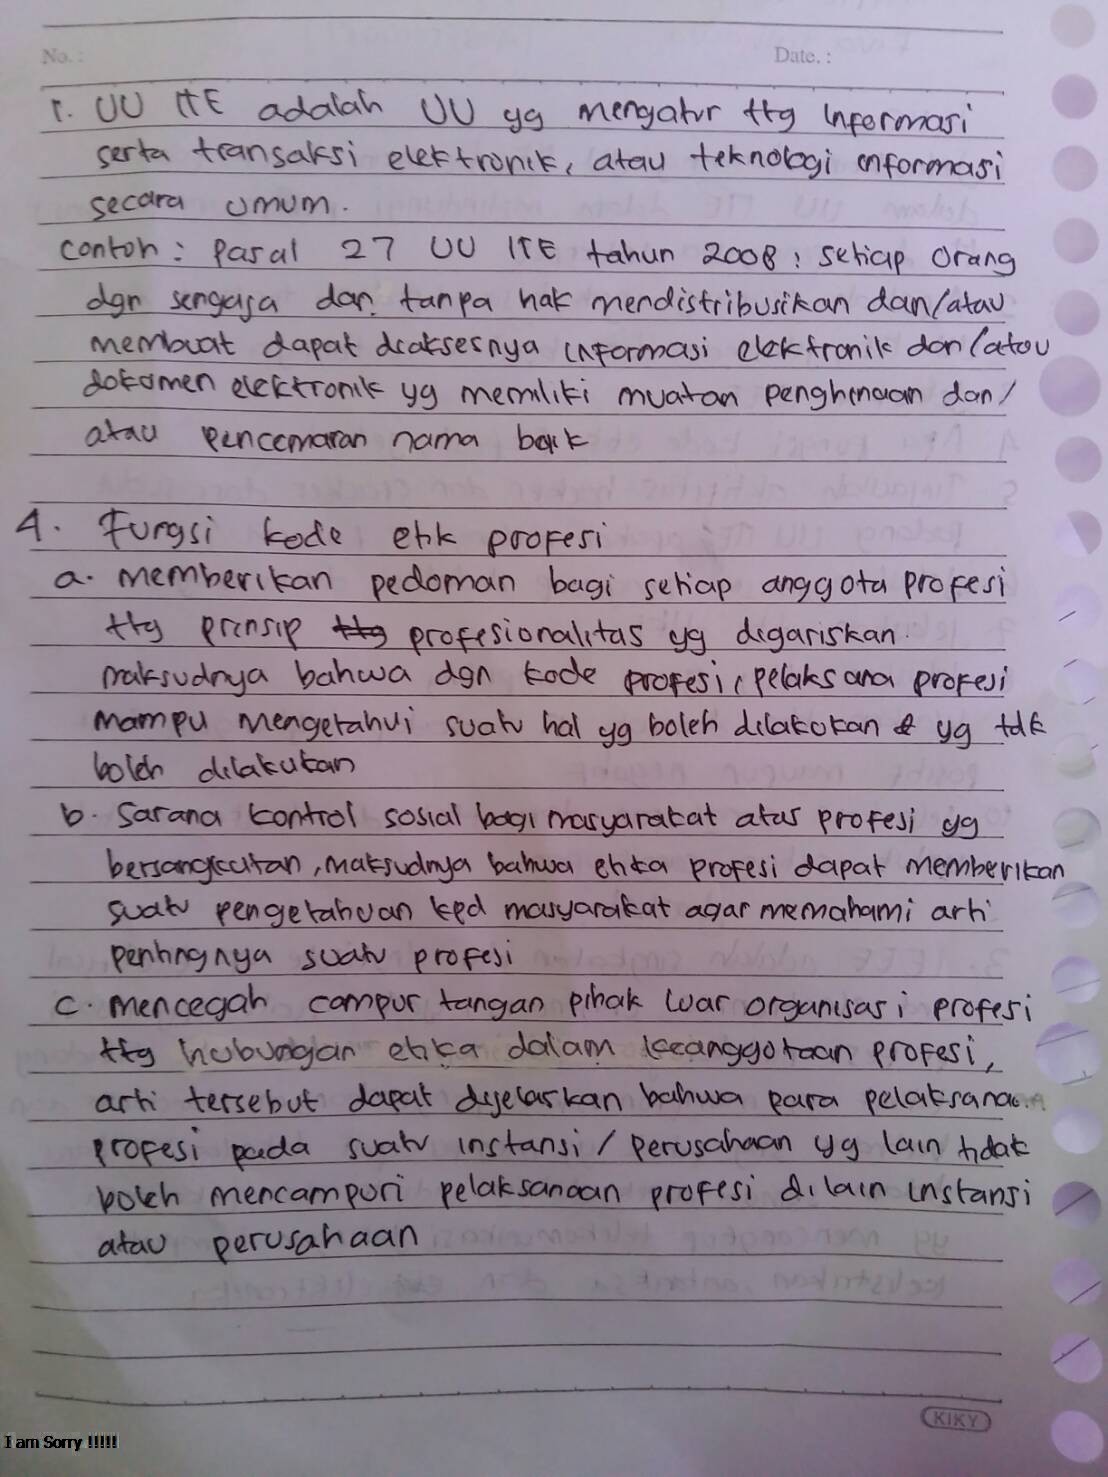 No. :
Date. :
1. UU ITE adalah UU yg mengatur ttg Informasi
serta transaksi elektronik, atau teknologi informasi
secara umum.
Contoh : Pasal 27 UU ITE tahun 2008 : setiap Orang
dgn sengaja dan tanpa hak mendistribusikan dan/atau
membuat dapat diaksesnya informasi elektronik dan/atau
dokumen elektronik yg memiliki muatan penghinaan dan/
atau pencemaran nama baik
4. Fungsi kode etik profesi
a. memberikan pedoman bagi setiap anggota profesi
ttg prinsip ttg profesionalitas yg digariskan.
maksudnya bahwa dgn kode profesi, pelaksana profesi
mampu mengetahui suatu hal yg boleh dilakukan & yg tdk
boleh dilakukan
b. Sarana kontrol sosial bagi masyarakat atas profesi yg
bersangkutan, maksudnya bahwa etika profesi dapat memberikan
suatu pengetahuan kpd masyarakat agar memahami arti
pentingnya suatu profesi
c. mencegah campur tangan pihak luar organisasi profesi
ttg hubungan etika dalam keanggotaan profesi,
arti tersebut dapat dijelaskan bahwa para pelaksana
profesi pada suatu instansi / perusahaan yg lain tidak
boleh mencampuri pelaksanaan profesi di lain instansi
atau perusahaan
KIKY
I am Sorry !!!!!